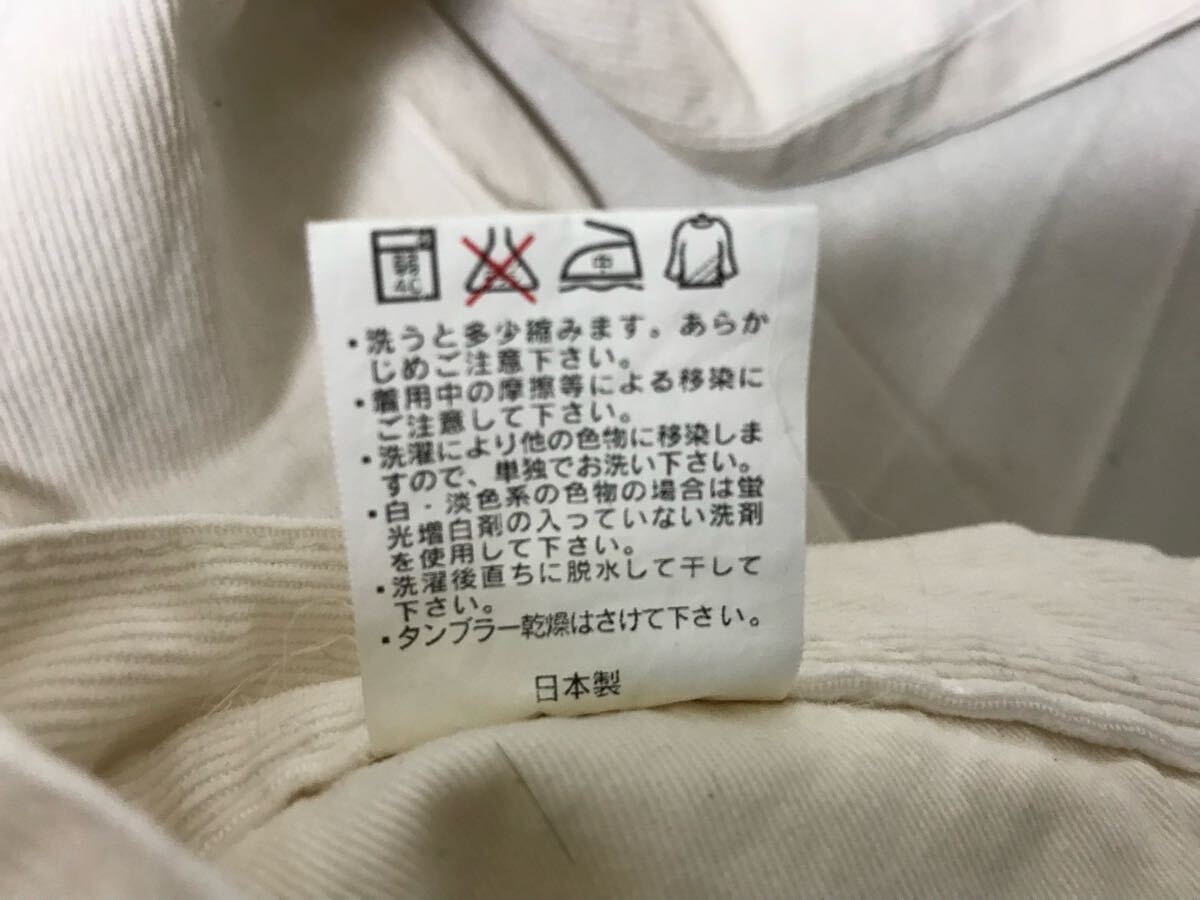 弱
40
中
・洗うと多少縮みます。あらか
じめご注意下さい。
・着用中の摩擦等による移染に
ご注意して下さい。
・洗濯により他の色物に移染しま
すので、単独でお洗い下さい。
・白・淡色系の色物の場合は蛍
光増白剤の入っていない洗剤
を使用して下さい。
・洗濯後直ちに脱水して干して
下さい。
・タンブラー乾燥はさけて下さい。
日本製